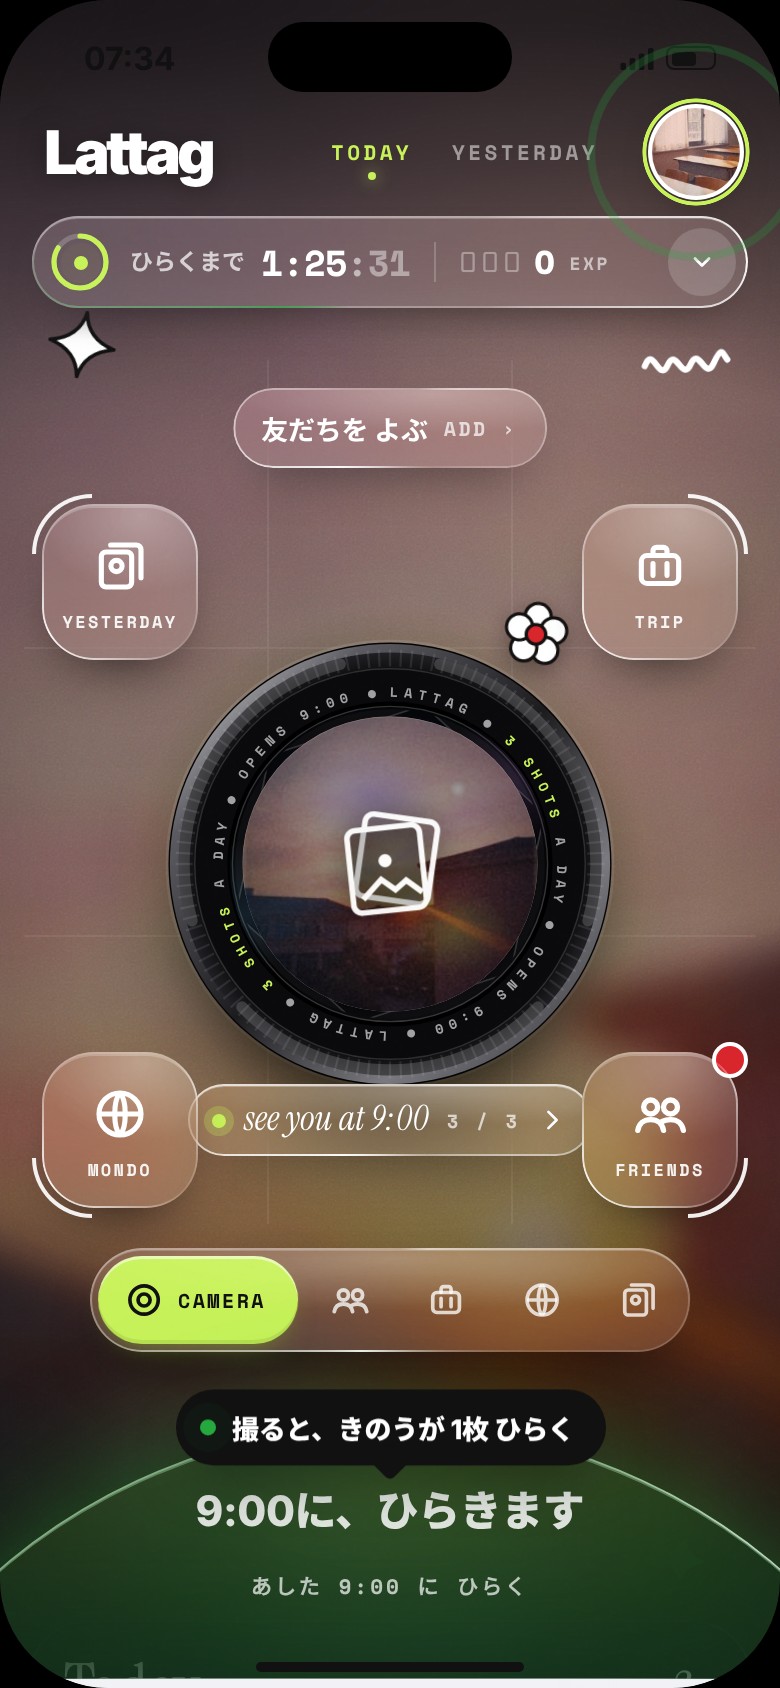 07:34
Lattag
TODAY YESTERDAY
ひらくまで 1:25:31 0 EXP
友だちを よぶ ADD ›
YESTERDAY
TRIP
LATTAG ● 3 SHOTS A DAY ● OPENS 9:00 ● LATTAG ● 3 SHOTS A DAY ● OPENS 9:00 ●
MONDO
see you at 9:00 3 / 3
FRIENDS
CAMERA
撮ると、きのうが 1枚 ひらく
9:00に、ひらきます
あした 9:00 に ひらく